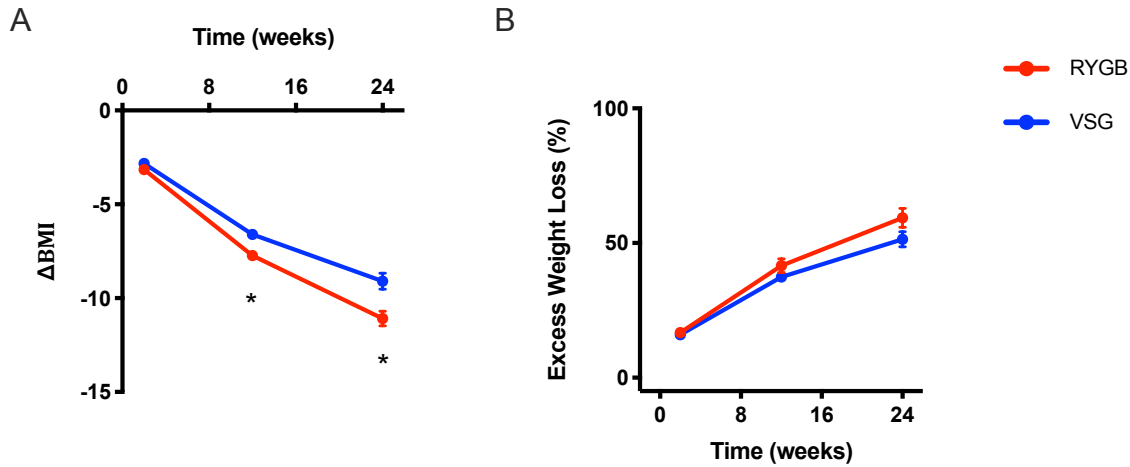 A
Time (weeks)
0 8 16 24
0
-5
-10
-15
ΔBMI
*
*
B
100
50
0
Excess Weight Loss (%)
0 8 16 24
Time (weeks)
RYGB
VSG